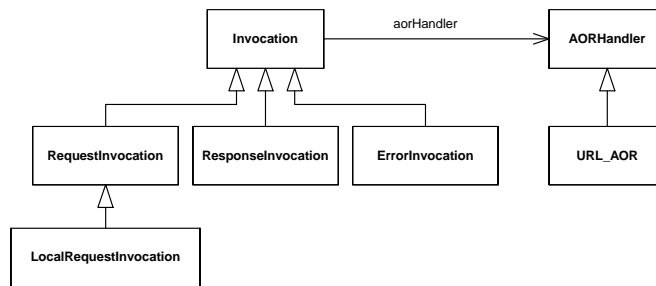 aorHandler
Invocation
AORHandler
RequestInvocation
ResponseInvocation
ErrorInvocation
URL_AOR
LocalRequestInvocation